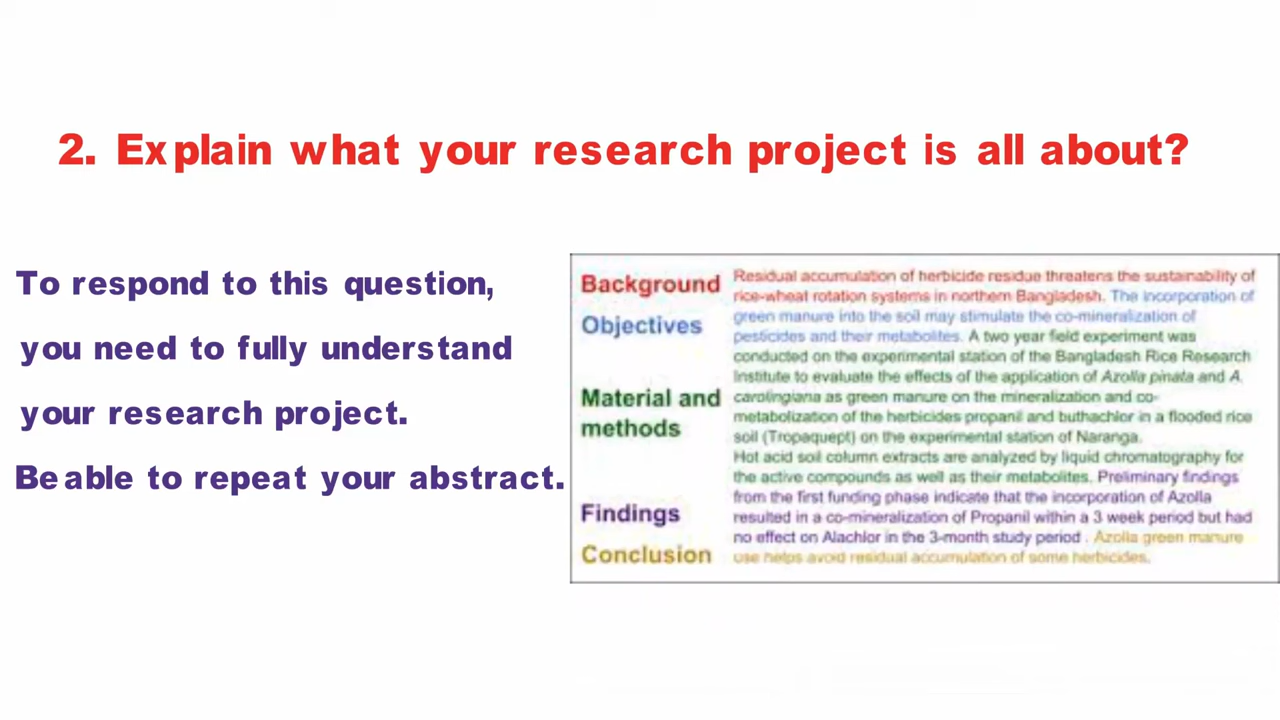 2. Explain what your research project is all about?
To respond to this question,
you need to fully understand
your research project.
Be able to repeat your abstract.
Background
Objectives
Material and
methods
Findings
Conclusion
Residual accumulation of herbicide residue threatens the sustainability of
rice-wheat rotation systems in northern Bangladesh. The incorporation of
green manure into the soil may stimulate the co-mineralization of
pesticides and their metabolites. A two year field experiment was
conducted on the experimental station of the Bangladesh Rice Research
Institute to evaluate the effects of the application of Azolla pinata and A.
carolingiana as green manure on the mineralization and co-
metabolization of the herbicides propanil and buthachlor in a flooded rice
soil (Tropaquept) on the experimental station of Naranga.
Hot acid soil column extracts are analyzed by liquid chromatography for
the active compounds as well as their metabolites. Preliminary findings
from the first funding phase indicate that the incorporation of Azolla
resulted in a co-mineralization of Propanil within a 3 week period but had
no effect on Alachlor in the 3-month study period . Azolla green manure
use helps avoid residual accumulation of some herbicides.